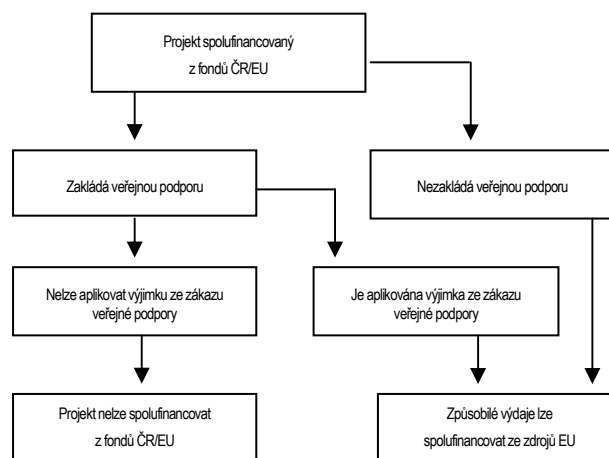 Projekt spolufinancovaný
z fondů ČR/EU
Zakládá veřejnou podporu
Nezakládá veřejnou podporu
Nelze aplikovat výjimku ze zákazu
veřejné podpory
Je aplikována výjimka ze zákazu
veřejné podpory
Projekt nelze spolufinancovat
z fondů ČR/EU
Způsobilé výdaje lze
spolufinancovat ze zdrojů EU